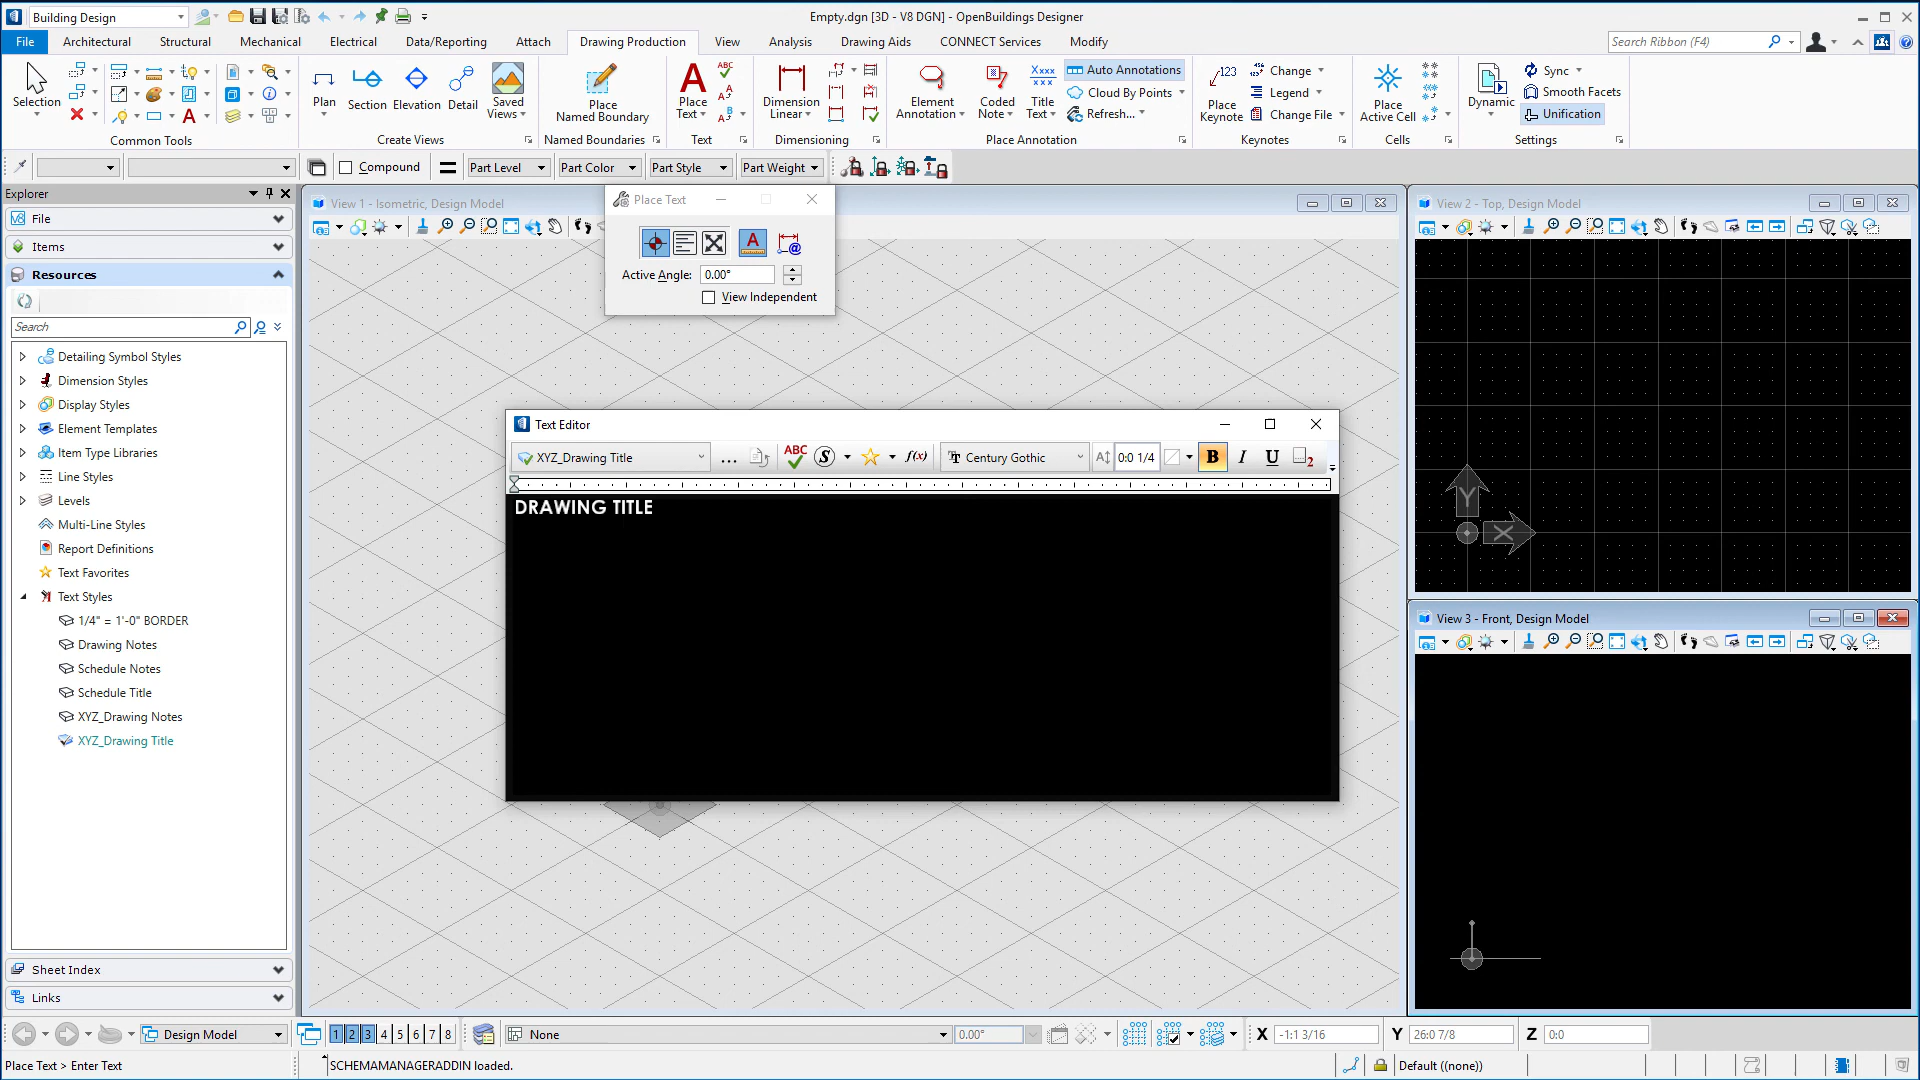 Building Design
Empty.dgn [3D - V8 DGN] - OpenBuildings Designer
File
Architectural
Structural
Mechanical
Electrical
Data/Reporting
Attach
Drawing Production
View
Analysis
Drawing Aids
CONNECT Services
Modify
Search Ribbon (F4)
Selection
Common Tools
Plan
Section
Elevation
Detail
Saved
Views
Create Views
Place
Named Boundary
Named Boundaries
Place
Text
Text
Dimension
Linear
Dimensioning
Element
Annotation
Coded
Note
Title
Text
Auto Annotations
Cloud By Points
Refresh...
Place Annotation
Place
Keynote
Change
Legend
Change File
Keynotes
Place
Active Cell
Cells
Dynamic
Sync
Smooth Facets
Unification
Settings
Compound
Part Level
Part Color
Part Style
Part Weight
Explorer
File
Items
Resources
Search
Detailing Symbol Styles
Dimension Styles
Display Styles
Element Templates
Item Type Libraries
Line Styles
Levels
Multi-Line Styles
Report Definitions
Text Favorites
Text Styles
1/4" = 1'-0" BORDER
Drawing Notes
Schedule Notes
Schedule Title
XYZ_Drawing Notes
XYZ_Drawing Title
Sheet Index
Links
View 1 - Isometric, Design Model
Place Text
Active Angle: 0.00°
View Independent
Text Editor
XYZ_Drawing Title
ABC
f(x)
Century Gothic
0:0 1/4
B
I
U
DRAWING TITLE
View 2 - Top, Design Model
Y
X
View 3 - Front, Design Model
Design Model
1 2 3 4 5 6 7 8
None
0.00°
X -1:1 3/16
Y 26:0 7/8
Z 0:0
Place Text > Enter Text
SCHEMAMANAGERADDIN loaded.
Default ((none))